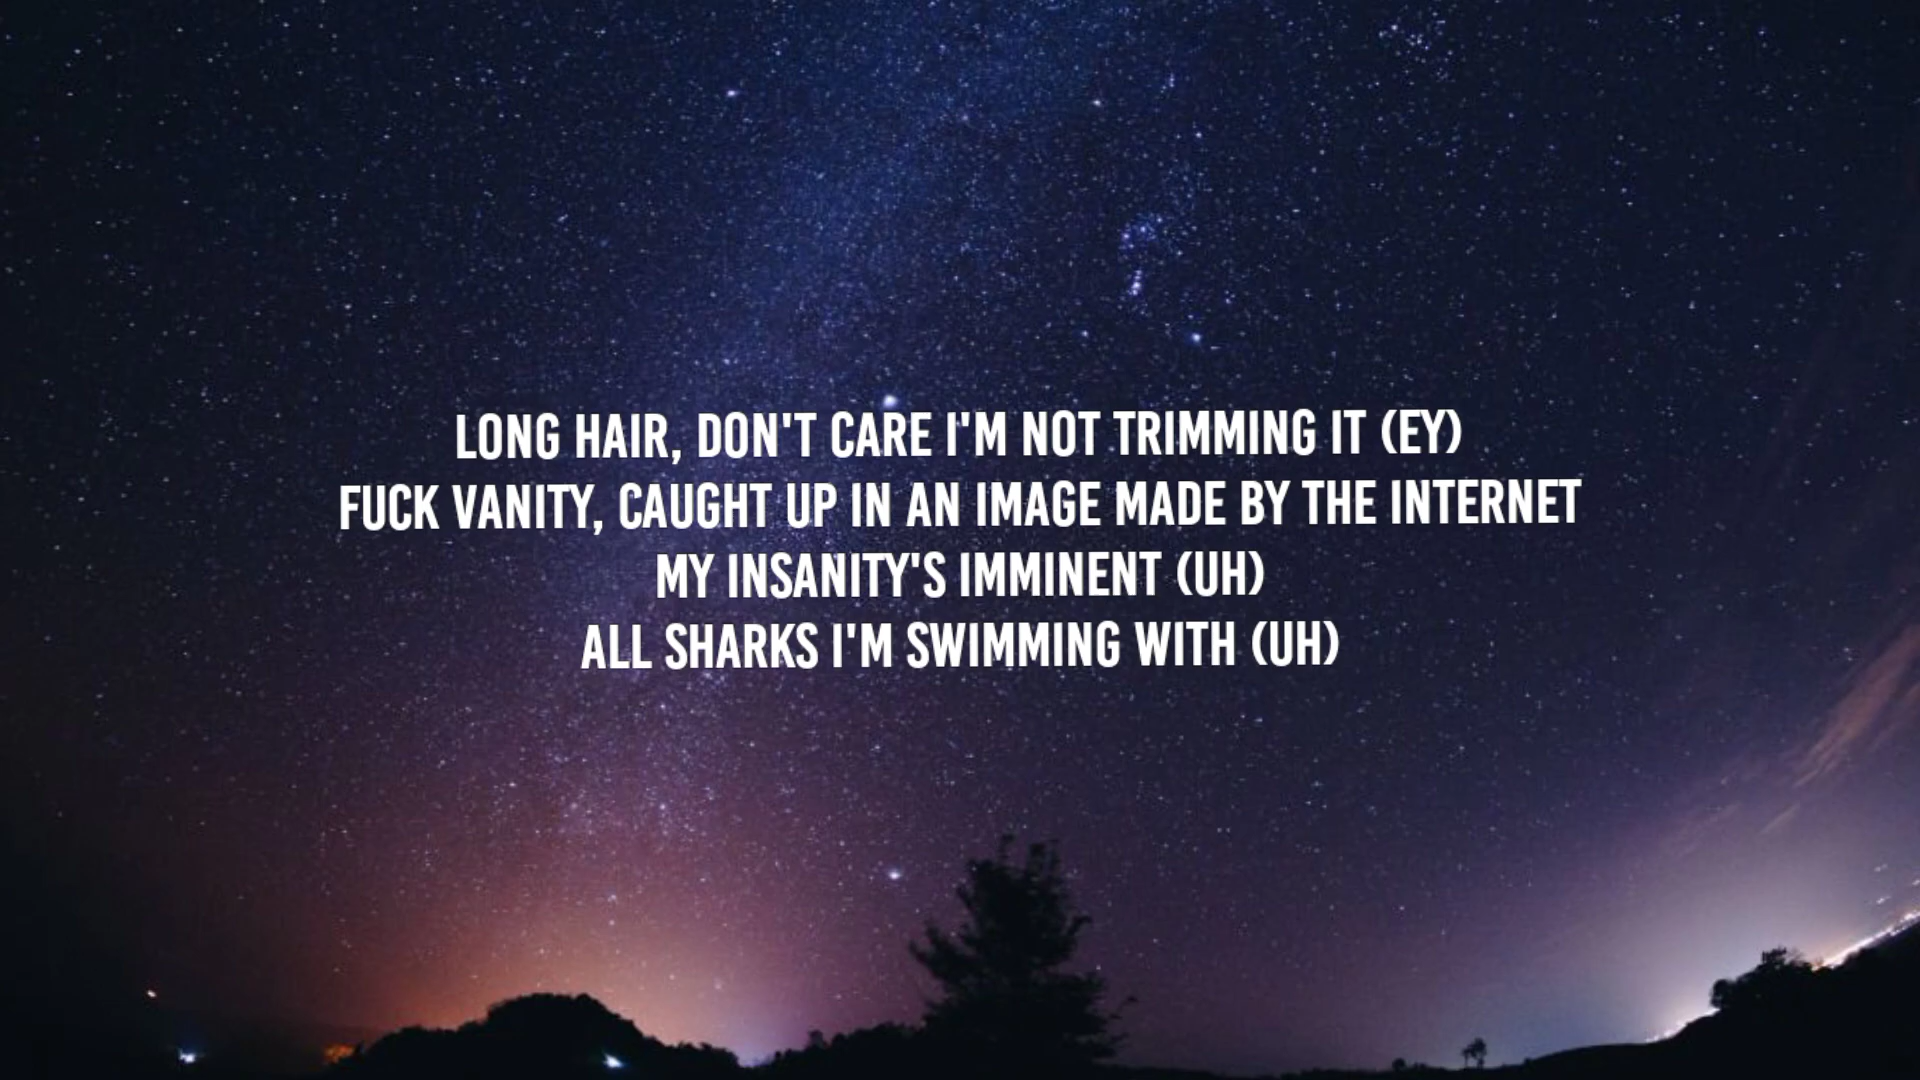 LONG HAIR, DON'T CARE I'M NOT TRIMMING IT (EY)
FUCK VANITY, CAUGHT UP IN AN IMAGE MADE BY THE INTERNET
MY INSANITY'S IMMINENT (UH)
ALL SHARKS I'M SWIMMING WITH (UH)